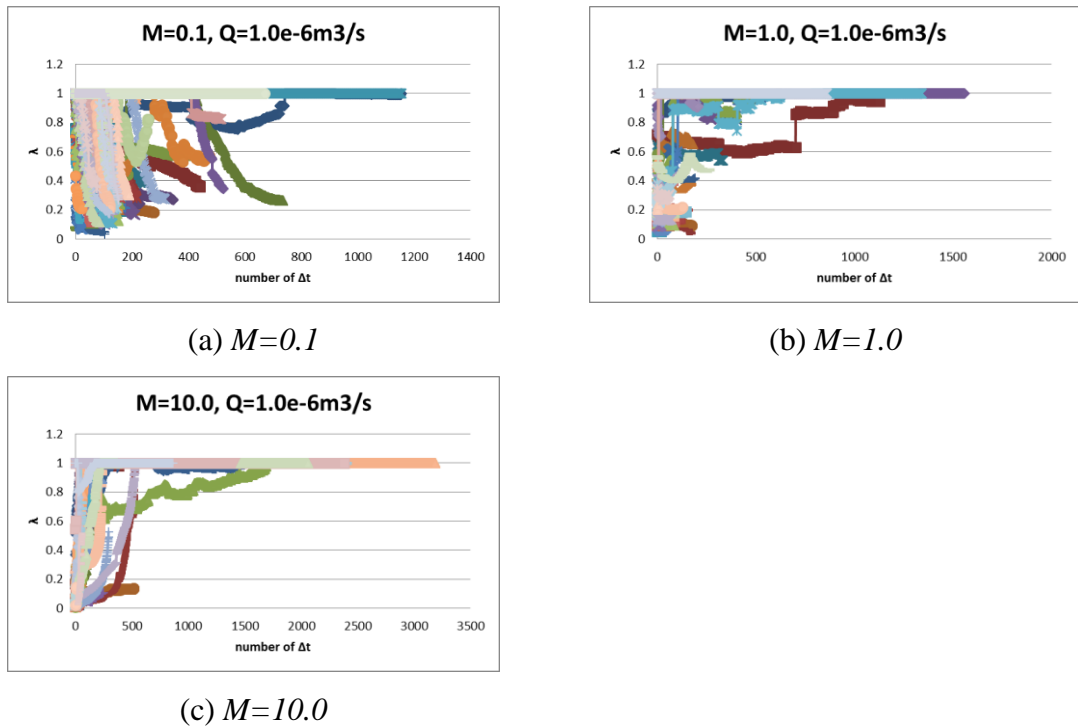 M=0.1, Q=1.0e-6m3/s
1.2
1
0.8
0.6
0.4
0.2
0
λ
0 200 400 600 800 1000 1200 1400
number of Δt
(a) M=0.1
M=1.0, Q=1.0e-6m3/s
1.2
1
0.8
0.6
0.4
0.2
0
λ
0 500 1000 1500 2000
number of Δt
(b) M=1.0
M=10.0, Q=1.0e-6m3/s
1.2
1
0.8
0.6
0.4
0.2
0
λ
0 500 1000 1500 2000 2500 3000 3500
number of Δt
(c) M=10.0